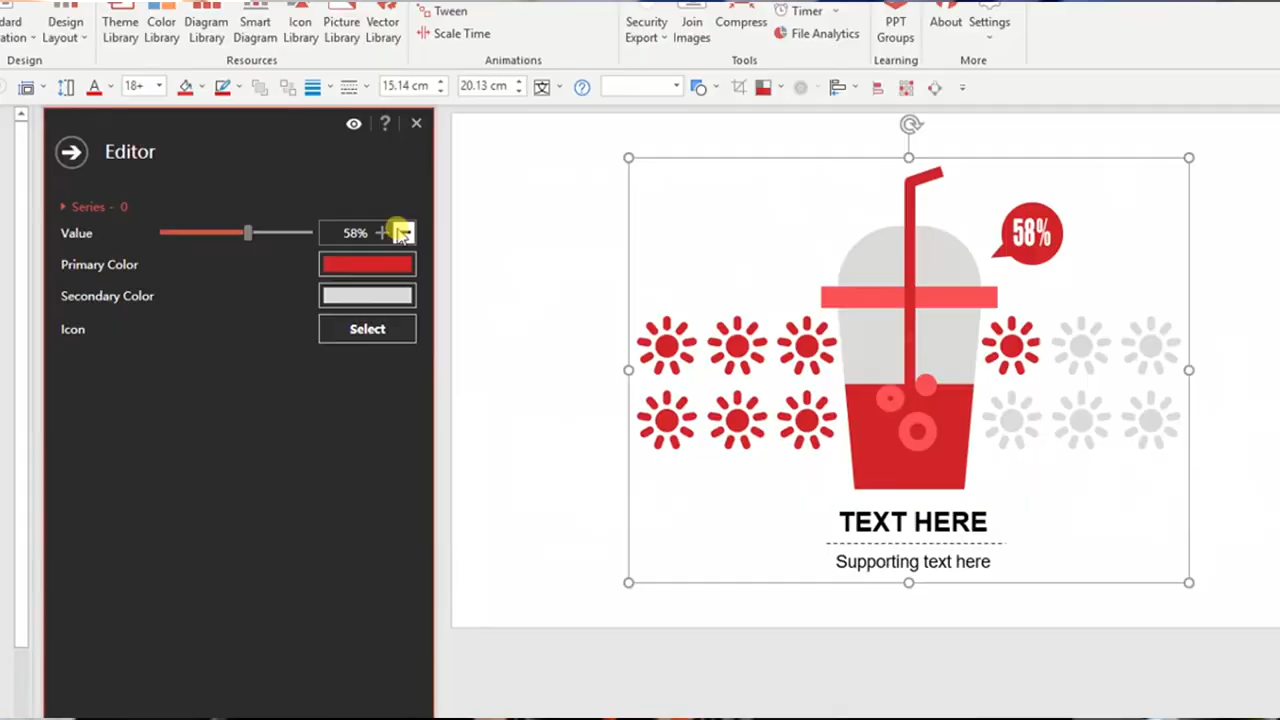 dard Design Theme Color Diagram Smart Icon Picture Vector
ation Layout Library Library Library Diagram Library Library Library
Tween
Scale Time
Security Join Compress
Export Images
Timer
File Analytics
PPT About Settings
Groups
Design Resources Animations Tools Learning More
A 18+ 15.14 cm 20.13 cm 文 ?
?
Editor
Series - 0
Value 58%
Primary Color
Secondary Color
Icon Select
58%
TEXT HERE
Supporting text here